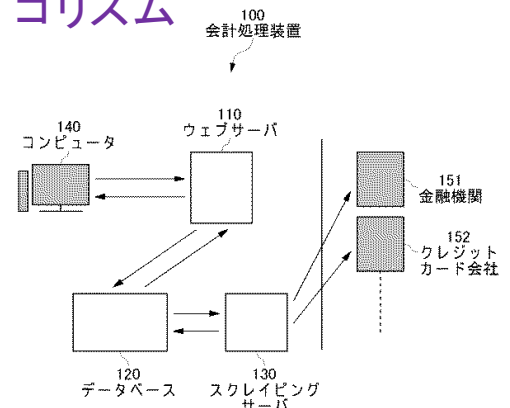 コリズム
100
会計処理装置
140
コンピュータ
110
ウェブサーバ
151
金融機関
152
クレジット
カード会社
120
データベース
130
スクレイピング
サーバ